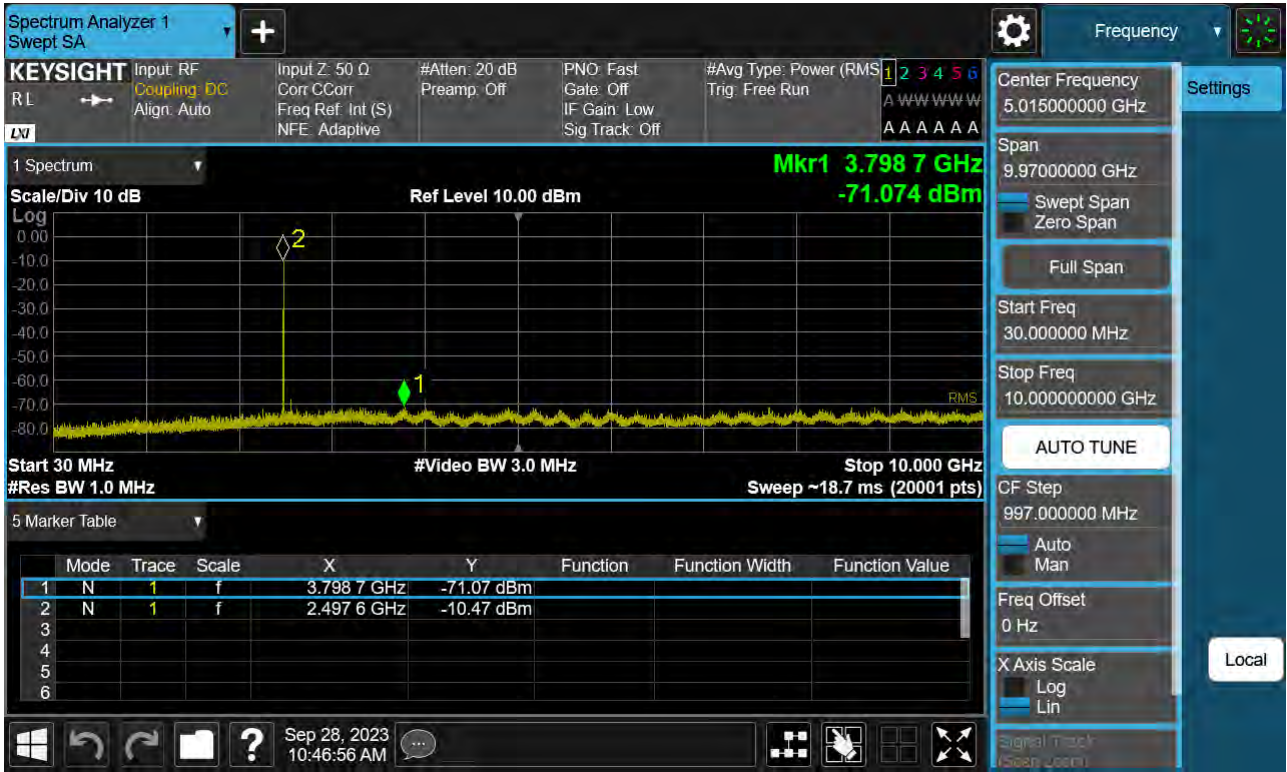 Spectrum Analyzer 1
Swept SA
+
Frequency
KEYSIGHT
RL
LXI
Input: RF
Coupling: DC
Align: Auto
Input Z: 50 Ω
Corr CCorr
Freq Ref: Int (S)
NFE: Adaptive
#Atten: 20 dB
Preamp: Off
PNO: Fast
Gate: Off
IF Gain: Low
Sig Track: Off
#Avg Type: Power (RMS
Trig: Free Run
1 2 3 4 5 6
A W W W W W
A A A A A A
1 Spectrum
Mkr1 3.798 7 GHz
-71.074 dBm
Scale/Div 10 dB
Ref Level 10.00 dBm
Log
0.00
-10.0
-20.0
-30.0
-40.0
-50.0
-60.0
-70.0
-80.0
2
1
RMS
Start 30 MHz
#Video BW 3.0 MHz
Stop 10.000 GHz
#Res BW 1.0 MHz
Sweep ~18.7 ms (20001 pts)
5 Marker Table
Mode Trace Scale X Y Function Function Width Function Value
1 N 1 f 3.798 7 GHz -71.07 dBm
2 N 1 f 2.497 6 GHz -10.47 dBm
3
4
5
6
Sep 28, 2023
10:46:56 AM
?
Center Frequency
5.015000000 GHz
Settings
Span
9.97000000 GHz
Swept Span
Zero Span
Full Span
Start Freq
30.000000 MHz
Stop Freq
10.000000000 GHz
AUTO TUNE
CF Step
997.000000 MHz
Auto
Man
Freq Offset
0 Hz
X Axis Scale
Log
Lin
Local
Signal Track
(Span Zoom)